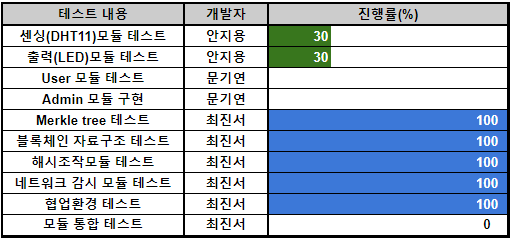 테스트 내용 개발자 진행률(%)
센싱(DHT11)모듈 테스트 안지용 30
출력(LED)모듈 테스트 안지용 30
User 모듈 테스트 문기연
Admin 모듈 구현 문기연
Merkle tree 테스트 최진서 100
블록체인 자료구조 테스트 최진서 100
해시조작모듈 테스트 최진서 100
네트워크 감시 모듈 테스트 최진서 100
협업환경 테스트 최진서 100
모듈 통합 테스트 최진서 0